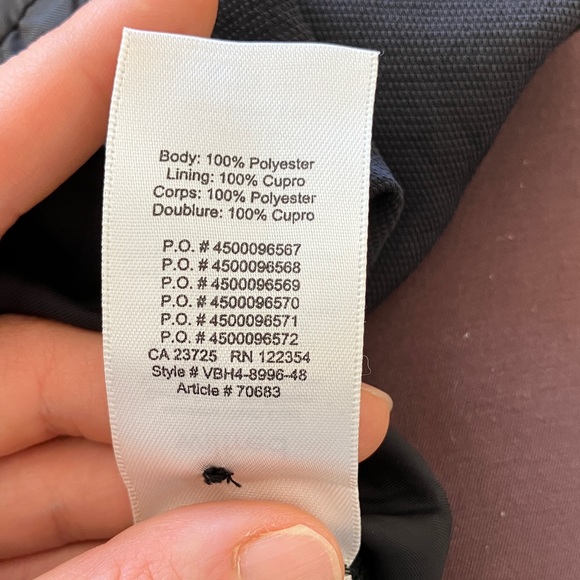 Body: 100% Polyester
Lining: 100% Cupro
Corps: 100% Polyester
Doublure: 100% Cupro
P.O. # 4500096567
P.O. # 4500096568
P.O. # 4500096569
P.O. # 4500096570
P.O. # 4500096571
P.O. # 4500096572
CA 23725 RN 122354
Style # VBH4-8996-48
Article # 70683